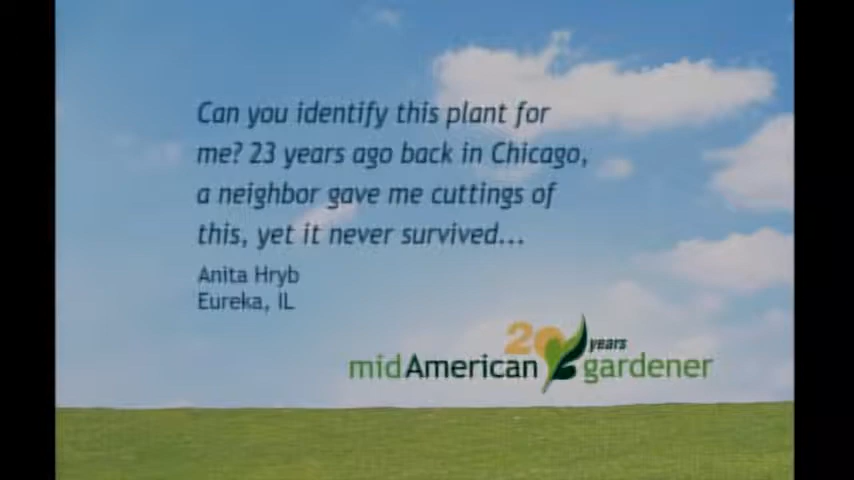 Can you identify this plant for
me? 23 years ago back in Chicago,
a neighbor gave me cuttings of
this, yet it never survived...
Anita Hryb
Eureka, IL
20 years
midAmerican gardener